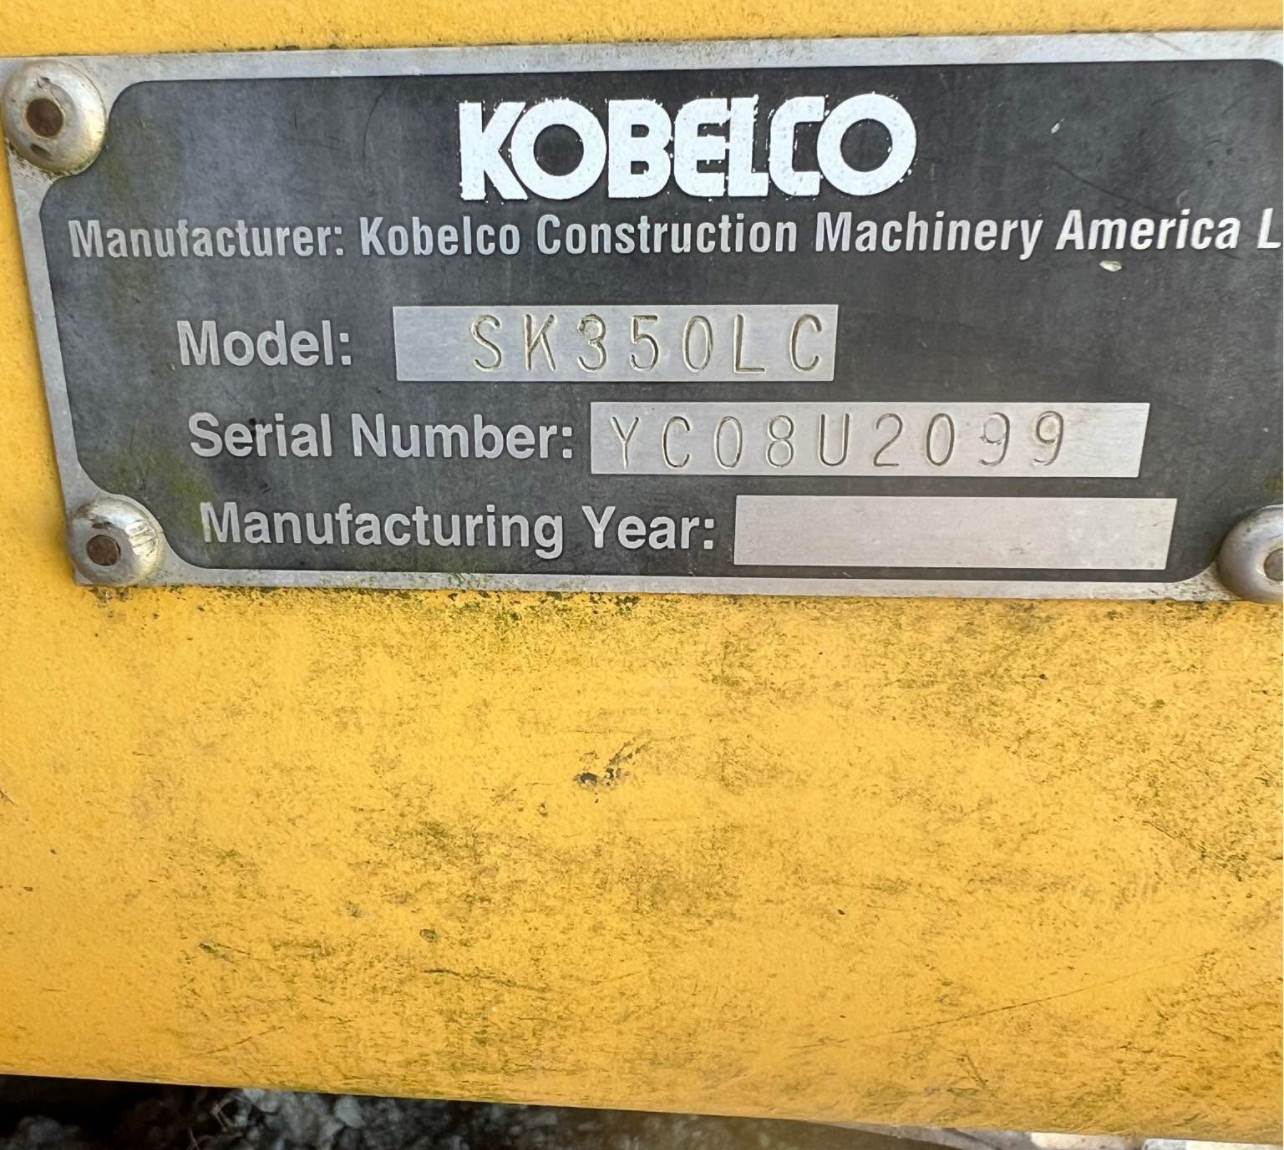 KOBELCO
Manufacturer: Kobelco Construction Machinery America L
Model: SK350LC
Serial Number: YC08U2099
Manufacturing Year: